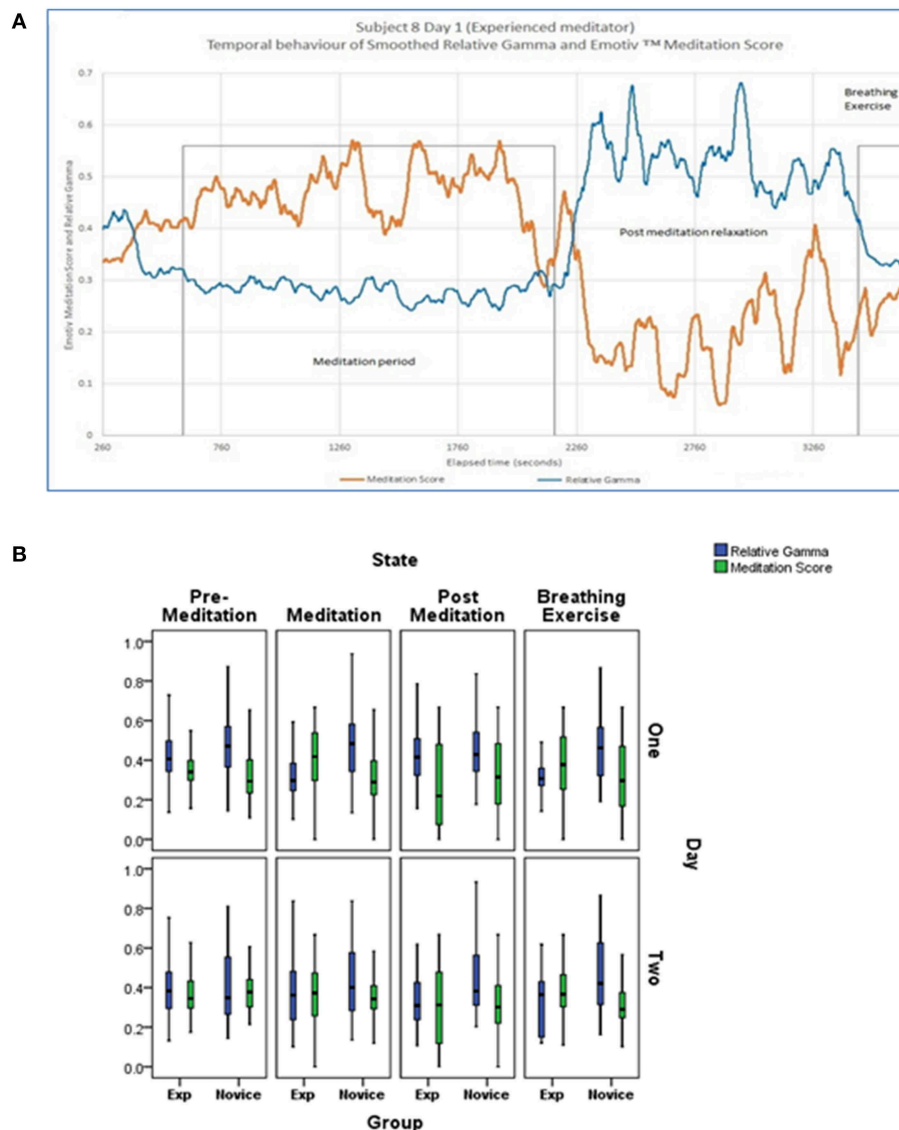 A
Subject 8 Day 1 (Experienced meditator)
Temporal behaviour of Smoothed Relative Gamma and Emotiv ™ Meditation Score
0.7
0.6
0.5
0.4
0.3
0.2
0.1
0
Emotiv Meditation Score and Relative Gamma
Breathing
Exercise
Post meditation relaxation
Meditation period
260
760
1260
1760
2260
2760
3260
Elapsed time (seconds)
Meditation Score
Relative Gamma
B
State
Relative Gamma
Meditation Score
Pre-
Meditation
Meditation
Post
Meditation
Breathing
Exercise
1.0
0.8
0.6
0.4
0.2
0.0
One
Day
1.0
0.8
0.6
0.4
0.2
0.0
Two
Exp Novice Exp Novice Exp Novice Exp Novice
Group